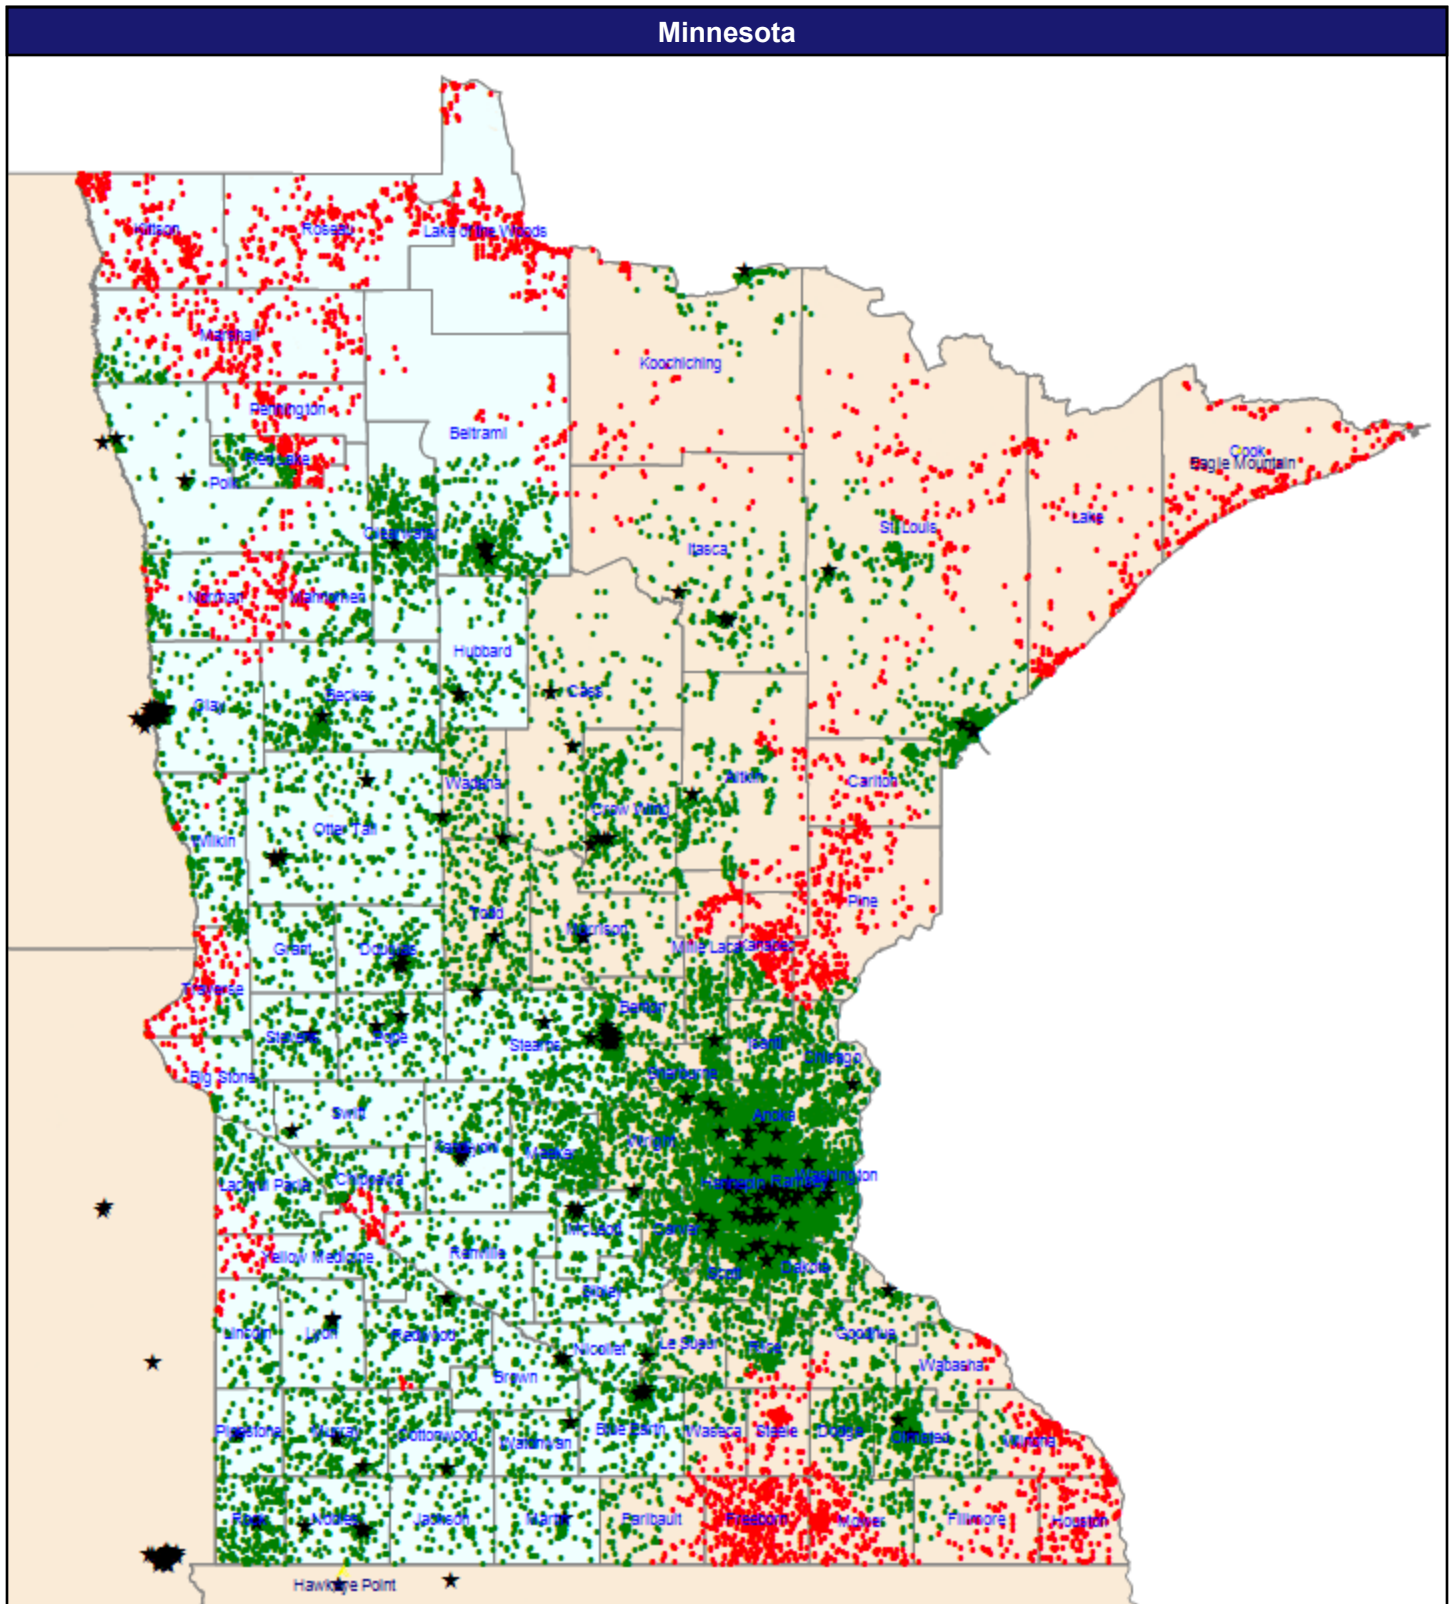 Minnesota
Kittson
Roseau
Lake of the Woods
Marshall
Koochiching
Pennington
Beltrami
Cook
Eagle Mountain
Red Lake
Polk
Lake
St. Louis
Clearwater
Itasca
Norman
Mahnomen
Hubbard
Cass
Becker
Clay
Wadena
Aitkin
Carlton
Crow Wing
Otter Tail
Wilkin
Pine
Todd
Morrison
Grant
Douglas
Mille Lacs
Kanabec
Traverse
Benton
Stevens
Pope
Stearns
Isanti
Chisago
Big Stone
Sherburne
Swift
Anoka
Kandiyohi
Meeker
Wright
Lac qui Parle
Chippewa
Hennepin
Ramsey
Washington
McLeod
Carver
Yellow Medicine
Renville
Scott
Dakota
Sibley
Lincoln
Lyon
Redwood
Nicollet
Le Sueur
Rice
Goodhue
Wabasha
Brown
Pipestone
Murray
Cottonwood
Watonwan
Blue Earth
Waseca
Steele
Dodge
Olmsted
Winona
Rock
Nobles
Jackson
Martin
Faribault
Freeborn
Mower
Fillmore
Houston
Hawkeye Point